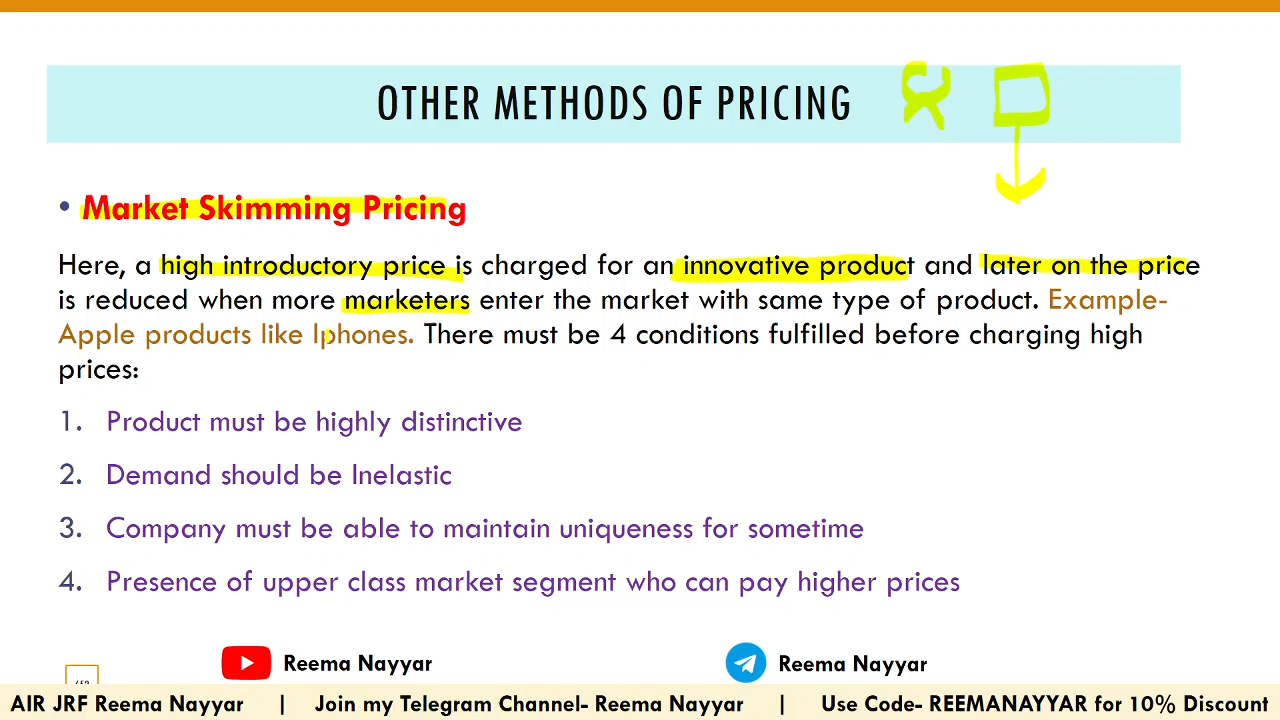 OTHER METHODS OF PRICING
• Market Skimming Pricing
Here, a high introductory price is charged for an innovative product and later on the price
is reduced when more marketers enter the market with same type of product. Example-
Apple products like Iphones. There must be 4 conditions fulfilled before charging high
prices:
1. Product must be highly distinctive
2. Demand should be Inelastic
3. Company must be able to maintain uniqueness for sometime
4. Presence of upper class market segment who can pay higher prices
Reema Nayyar
Reema Nayyar
AIR JRF Reema Nayyar | Join my Telegram Channel- Reema Nayyar | Use Code- REEMANAYYAR for 10% Discount